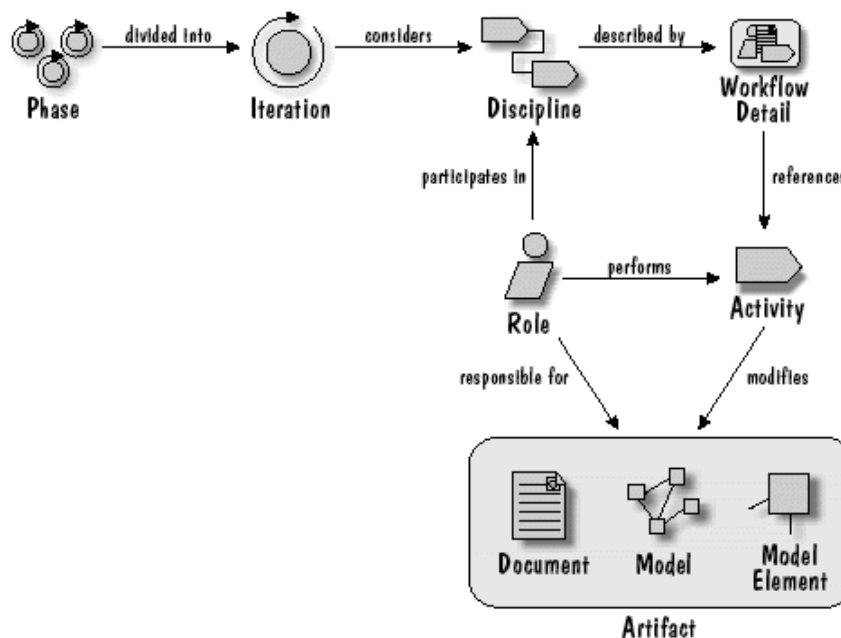 divided into
considers
described by
Phase
Iteration
Discipline
Workflow
Detail
participates in
references
performs
Role
Activity
responsible for
modifies
Document
Model
Model
Element
Artifact